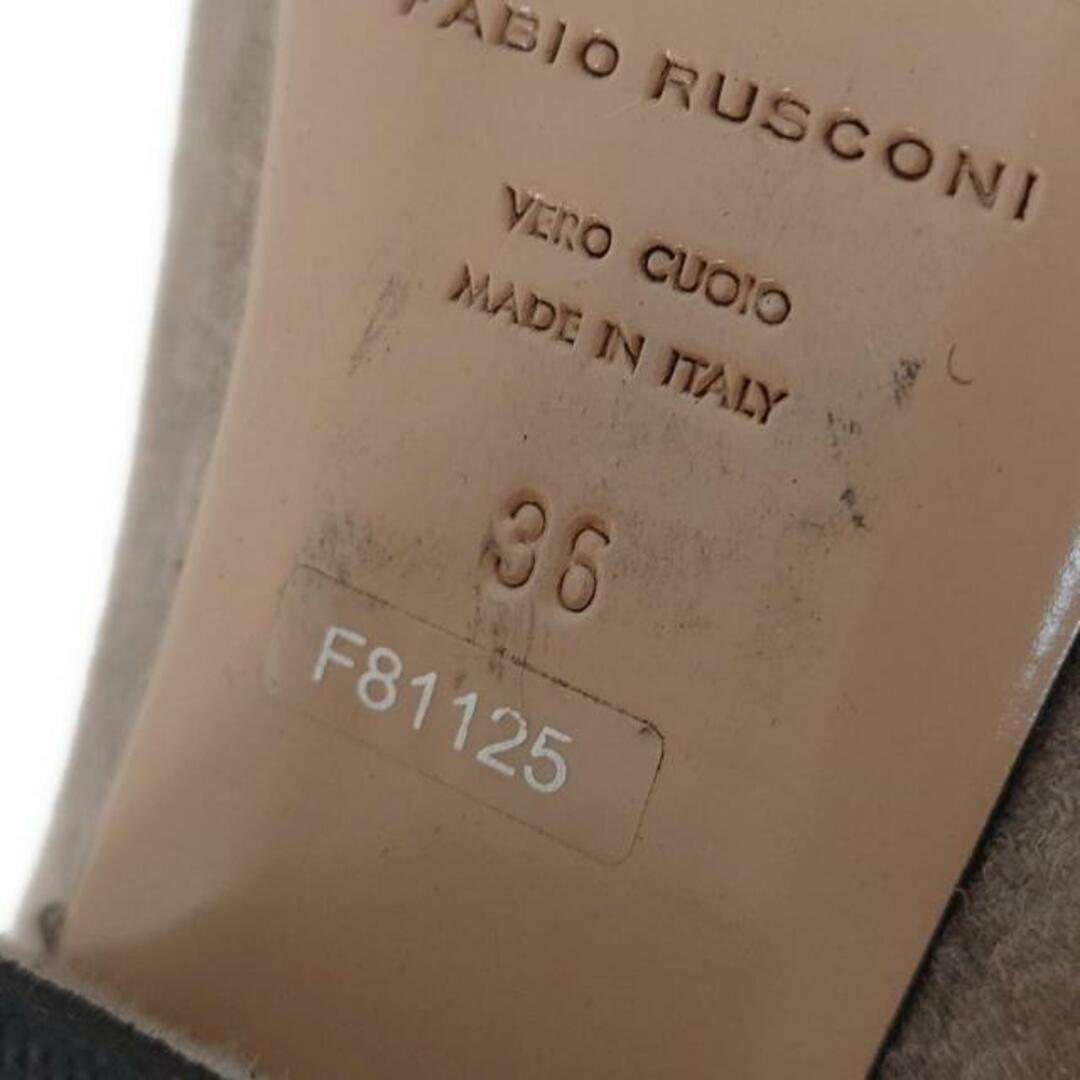 FABIO RUSCONI
VERO CUOIO
MADE IN ITALY
36
F81125